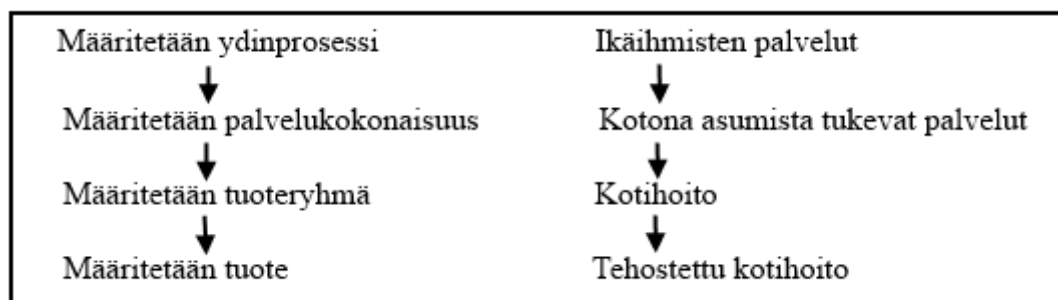 Määritetään ydinprosessi
Ikäihmisten palvelut
Määritetään palvelukokonaisuus
Kotona asumista tukevat palvelut
Määritetään tuoteryhmä
Kotihoito
Määritetään tuote
Tehostettu kotihoito